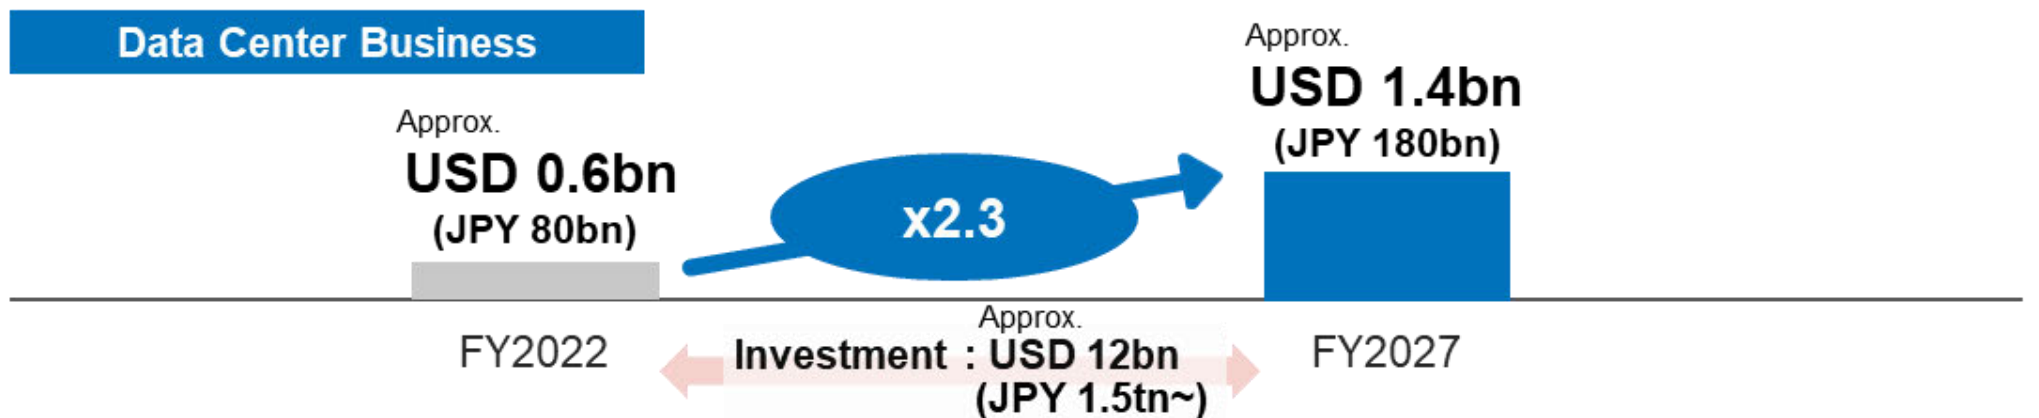 Data Center Business
Approx.
USD 0.6bn
(JPY 80bn)
x2.3
Approx.
USD 1.4bn
(JPY 180bn)
FY2022
Approx.
Investment : USD 12bn
(JPY 1.5tn~)
FY2027